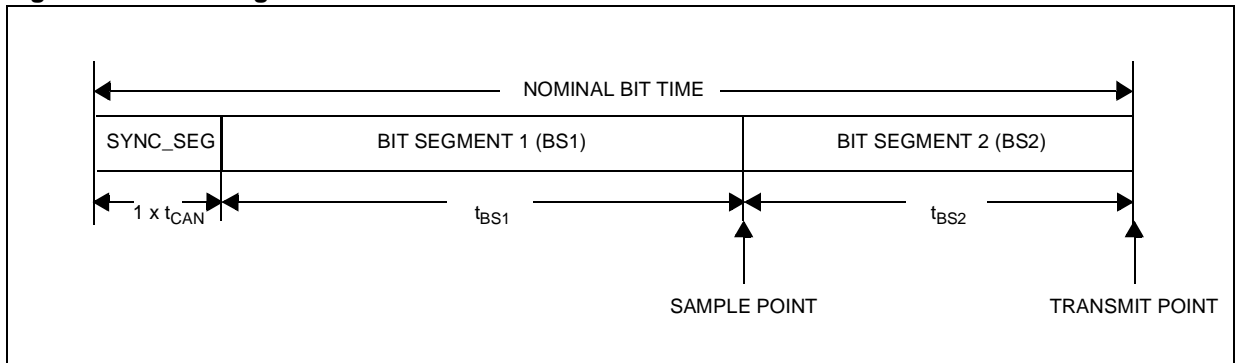 NOMINAL BIT TIME
SYNC_SEG BIT SEGMENT 1 (BS1) BIT SEGMENT 2 (BS2)
1 x tCAN tBS1 tBS2
SAMPLE POINT TRANSMIT POINT